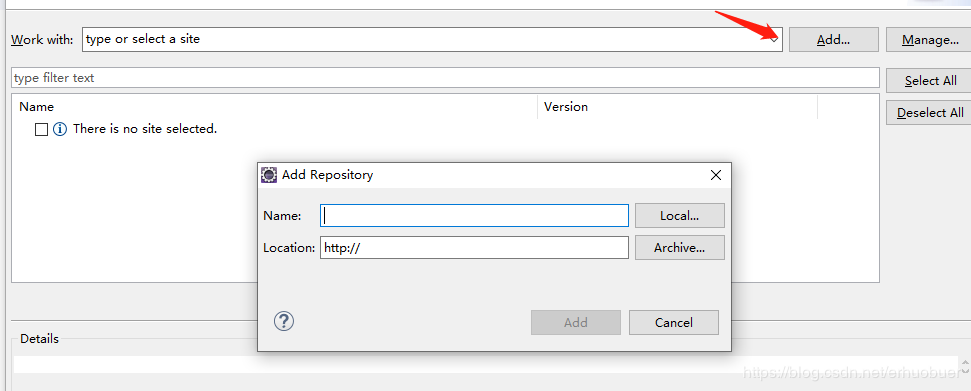 Work with: type or select a site Add... Manage...
type filter text Select All
Name Version
There is no site selected.
Deselect All
Add Repository
Name: Local...
Location: http:// Archive...
Add Cancel
Details
https://blog.csdn.net/erhuobuer